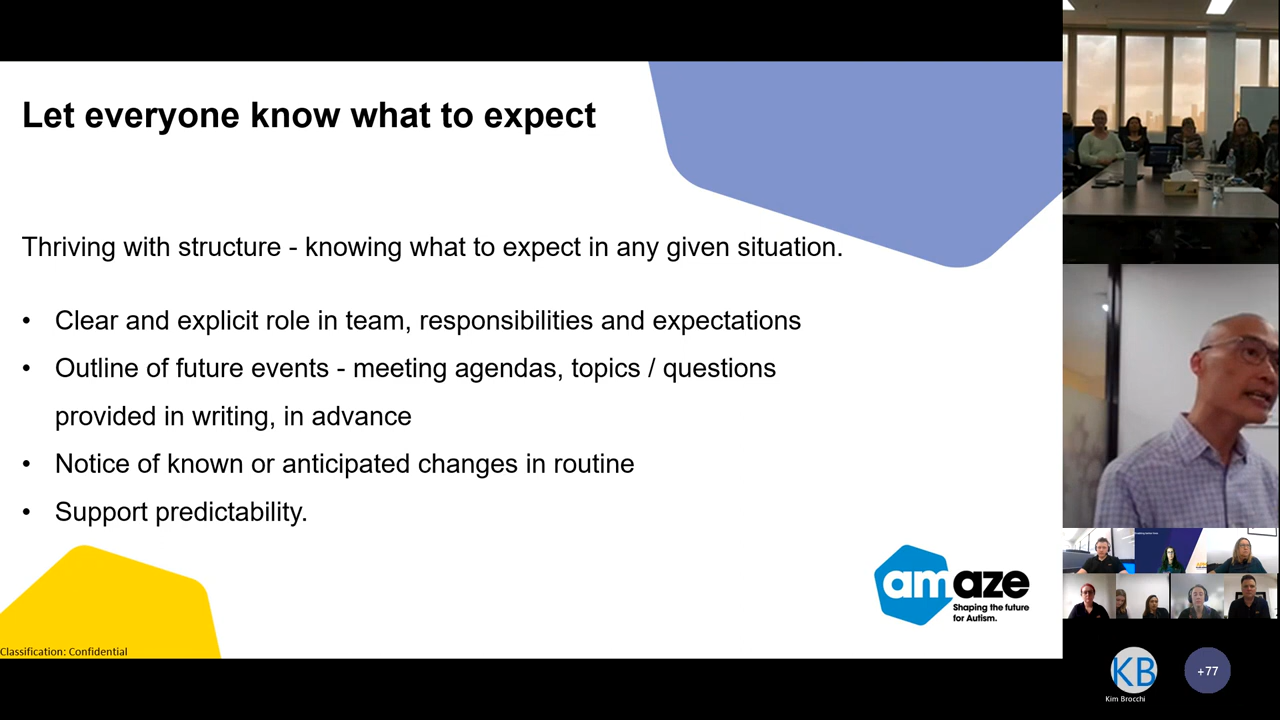 Let everyone know what to expect
Thriving with structure - knowing what to expect in any given situation.
• Clear and explicit role in team, responsibilities and expectations
• Outline of future events - meeting agendas, topics / questions
provided in writing, in advance
• Notice of known or anticipated changes in routine
• Support predictability.
amaze
Shaping the future
for Autism.
Classification: Confidential
KB
+77
Kim Brocchi